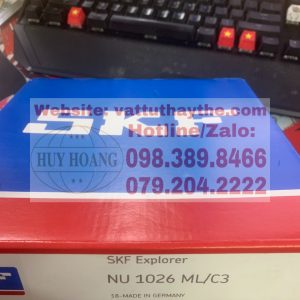 Website: vattuthaythe.com
SKF
Hotline/Zalo:
HUY HOANG
098.389.8466
079.204.2222
SKF Explorer
NU 1026 ML/C3
18-MADE IN GERMANY